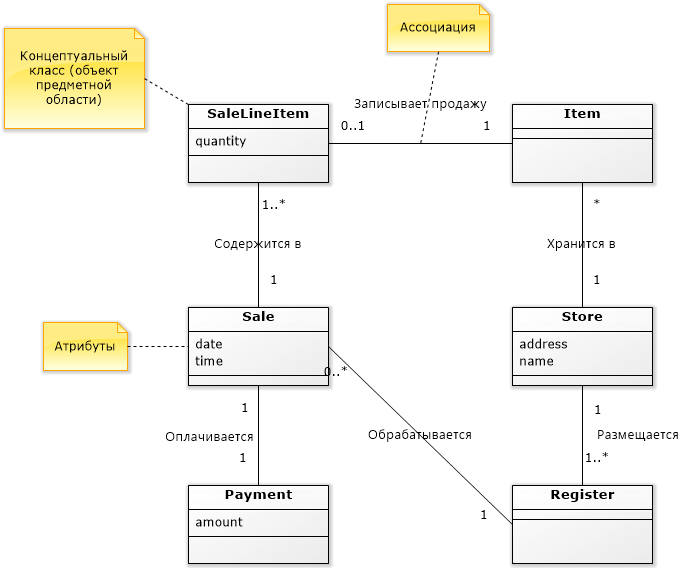 Ассоциация
Концептуальный
класс (объект
предметной
области)
SaleLineItem
quantity
Записывает продажу
0..1
1
Item
1..*
Содержится в
1
*
Хранится в
1
Атрибуты
Sale
date
time
Store
address
name
0..*
1
Оплачивается
1
Обрабатывается
1
1
Размещается
1..*
Payment
amount
Register